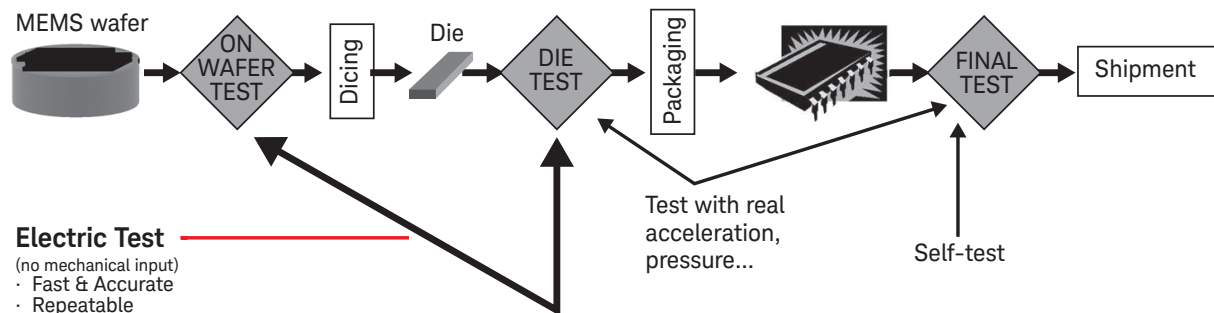 MEMS wafer
ON
WAFER
TEST
Dicing
Die
DIE
TEST
Packaging
FINAL
TEST
Shipment
Electric Test
(no mechanical input)
· Fast & Accurate
· Repeatable
Test with real
acceleration,
pressure...
Self-test